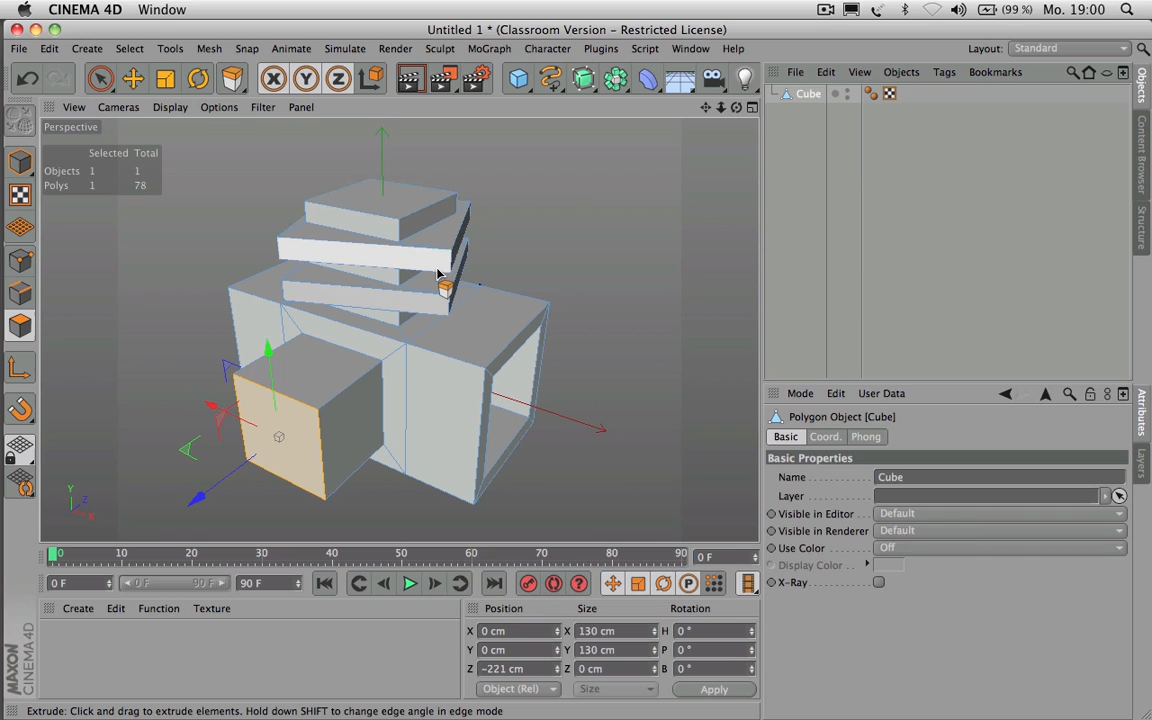 CINEMA 4D Window (99 %) Mo. 19:00
Untitled 1 * (Classroom Version - Restricted License)
File Edit Create Select Tools Mesh Snap Animate Simulate Render Sculpt MoGraph Character Plugins Script Window Help Layout: Standard
X Y Z
File Edit View Objects Tags Bookmarks
View Cameras Display Options Filter Panel
Cube
Perspective
Selected Total
Objects 1 1
Polys 1 78
Y
Z
X
Objects
Content Browser
Structure
Mode Edit User Data
Polygon Object [Cube]
Basic Coord. Phong
Basic Properties
Name Cube
Layer
Visible in Editor Default
Visible in Renderer Default
Use Color Off
Display Color
X-Ray
Attributes
Layers
0 10 20 30 40 50 60 70 80 90 0 F
0 F 0 F 90 F 90 F P
Create Edit Function Texture
Position Size Rotation
X 0 cm X 130 cm H 0 °
Y 0 cm Y 130 cm P 0 °
Z -221 cm Z 0 cm B 0 °
Object (Rel) Size Apply
MAXON CINEMA 4D
Extrude: Click and drag to extrude elements. Hold down SHIFT to change edge angle in edge mode